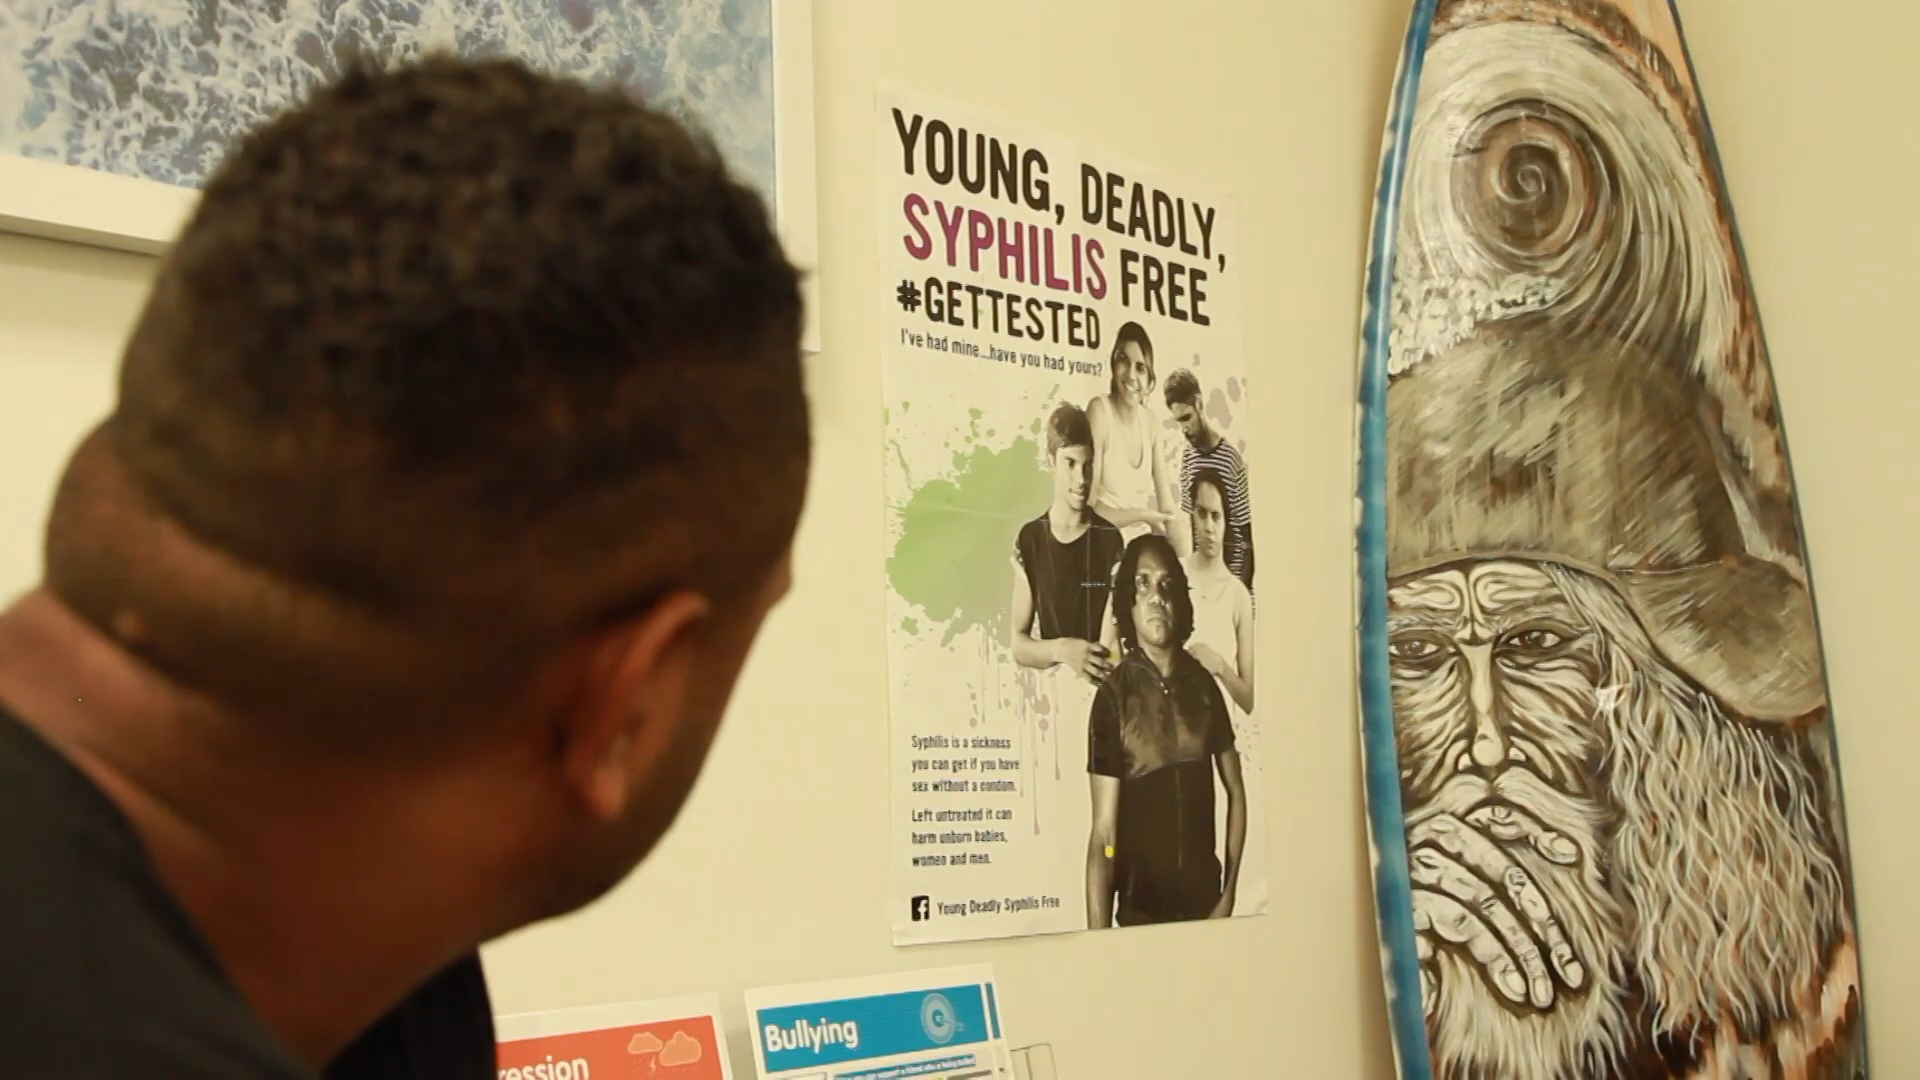 YOUNG, DEADLY,
SYPHILIS FREE
#GETTESTED
I've had mine...have you had yours?
Syphilis is a sickness
you can get if you have
sex without a condom.
Left untreated it can
harm unborn babies,
women and men.
Young Deadly Syphilis Free
ression
Bullying